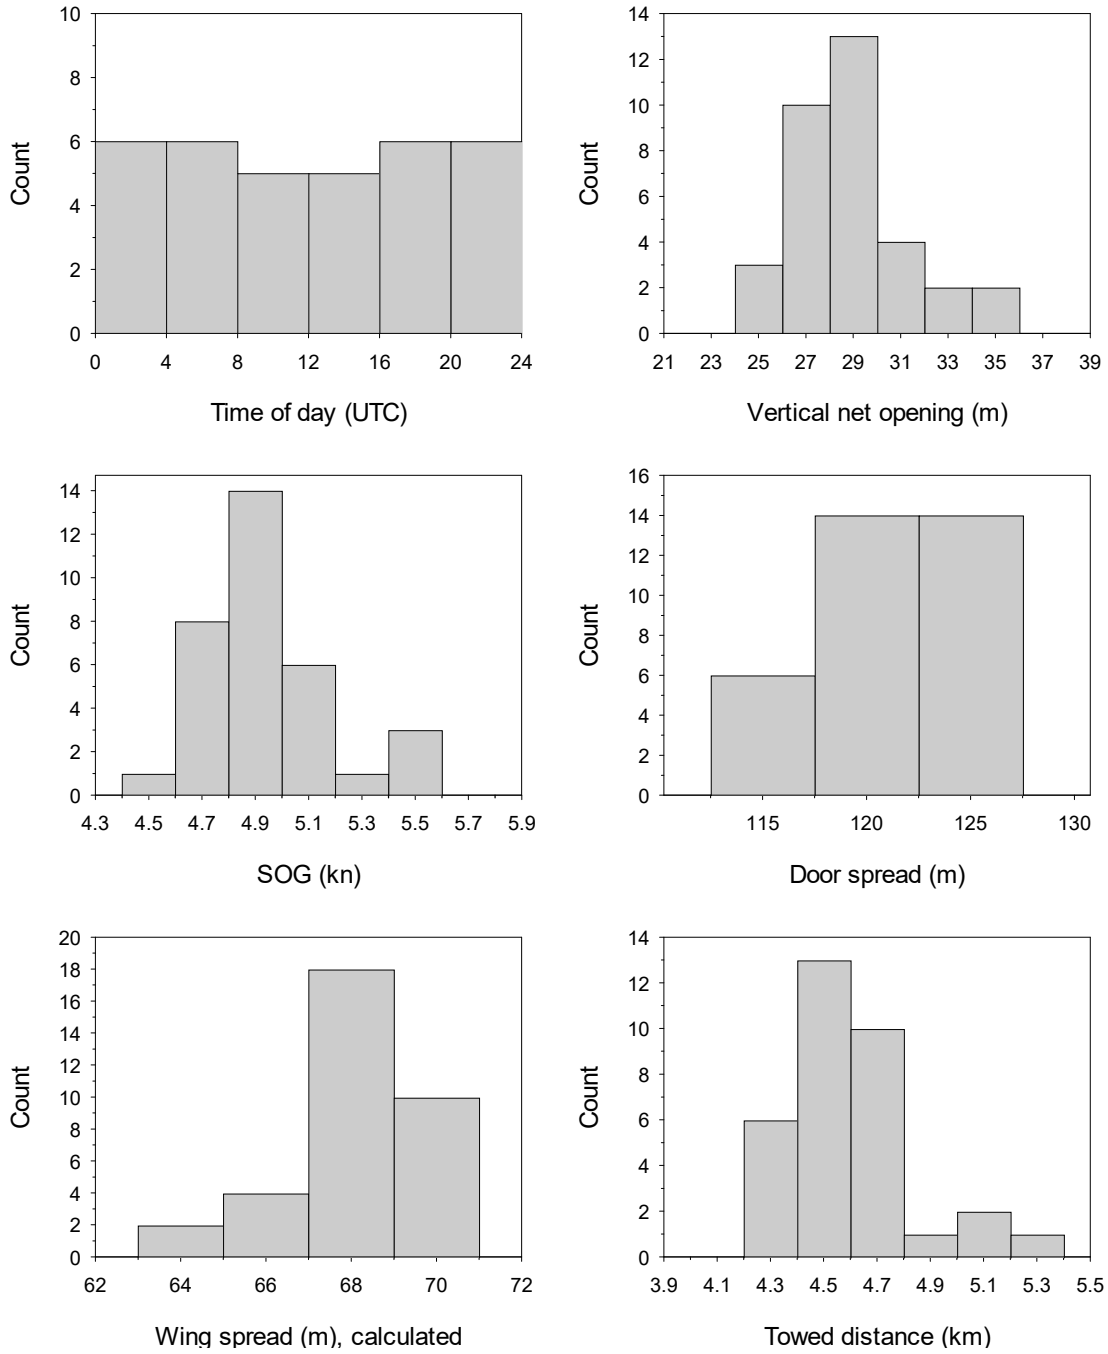 10
8
6
4
2
0
Count
0 4 8 12 16 20 24
Time of day (UTC)
14
12
10
8
6
4
2
0
Count
21 23 25 27 29 31 33 35 37 39
Vertical net opening (m)
14
12
10
8
6
4
2
0
Count
4.3 4.5 4.7 4.9 5.1 5.3 5.5 5.7 5.9
SOG (kn)
16
14
12
10
8
6
4
2
0
Count
115 120 125 130
Door spread (m)
20
18
16
14
12
10
8
6
4
2
0
Count
62 64 66 68 70 72
Wing spread (m), calculated
14
12
10
8
6
4
2
0
Count
3.9 4.1 4.3 4.5 4.7 4.9 5.1 5.3 5.5
Towed distance (km)